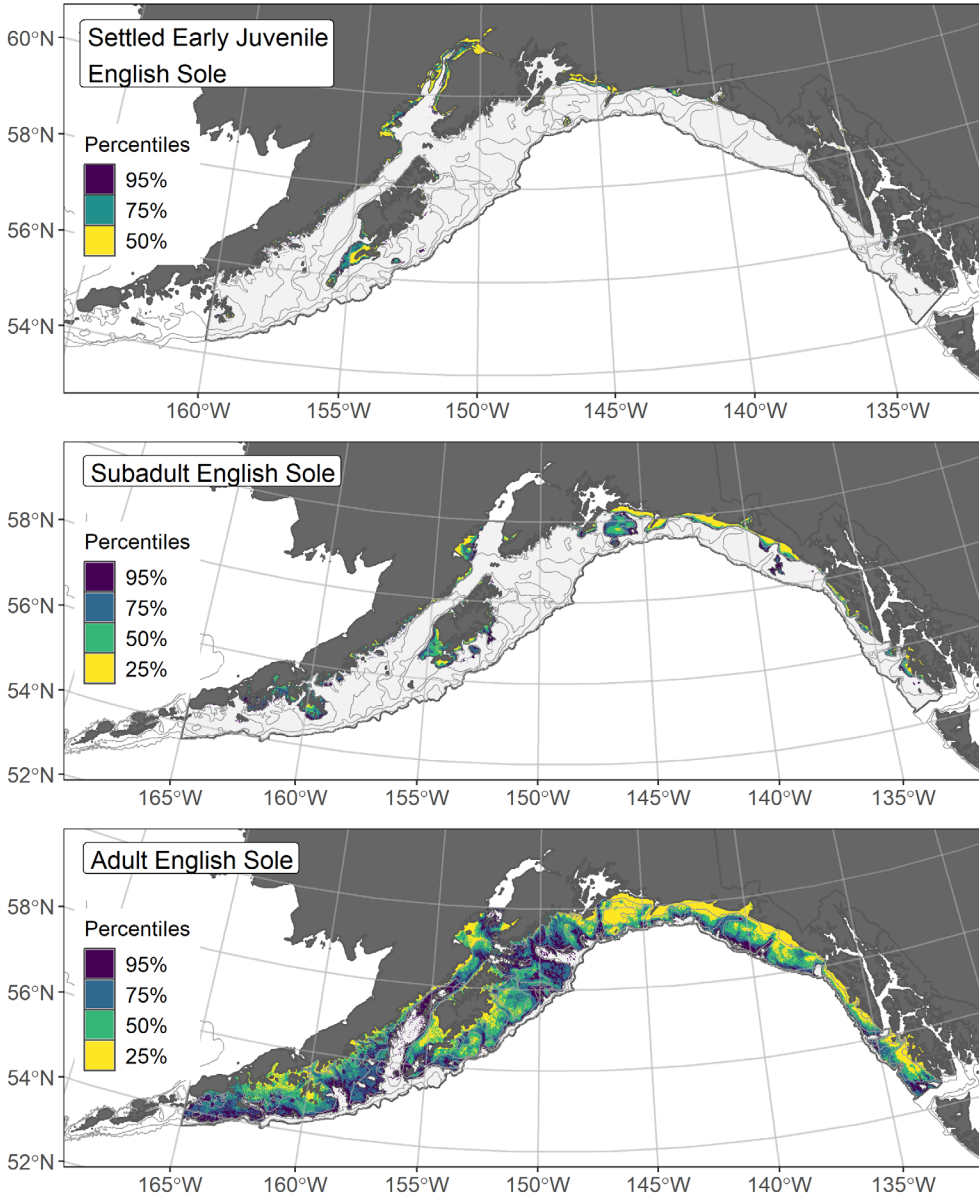 60°N
58°N
56°N
54°N
Settled Early Juvenile
English Sole
Percentiles
95%
75%
50%
160°W
155°W
150°W
145°W
140°W
135°W
58°N
56°N
54°N
52°N
Subadult English Sole
Percentiles
95%
75%
50%
25%
165°W
160°W
155°W
150°W
145°W
140°W
135°W
58°N
56°N
54°N
52°N
Adult English Sole
Percentiles
95%
75%
50%
25%
165°W
160°W
155°W
150°W
145°W
140°W
135°W